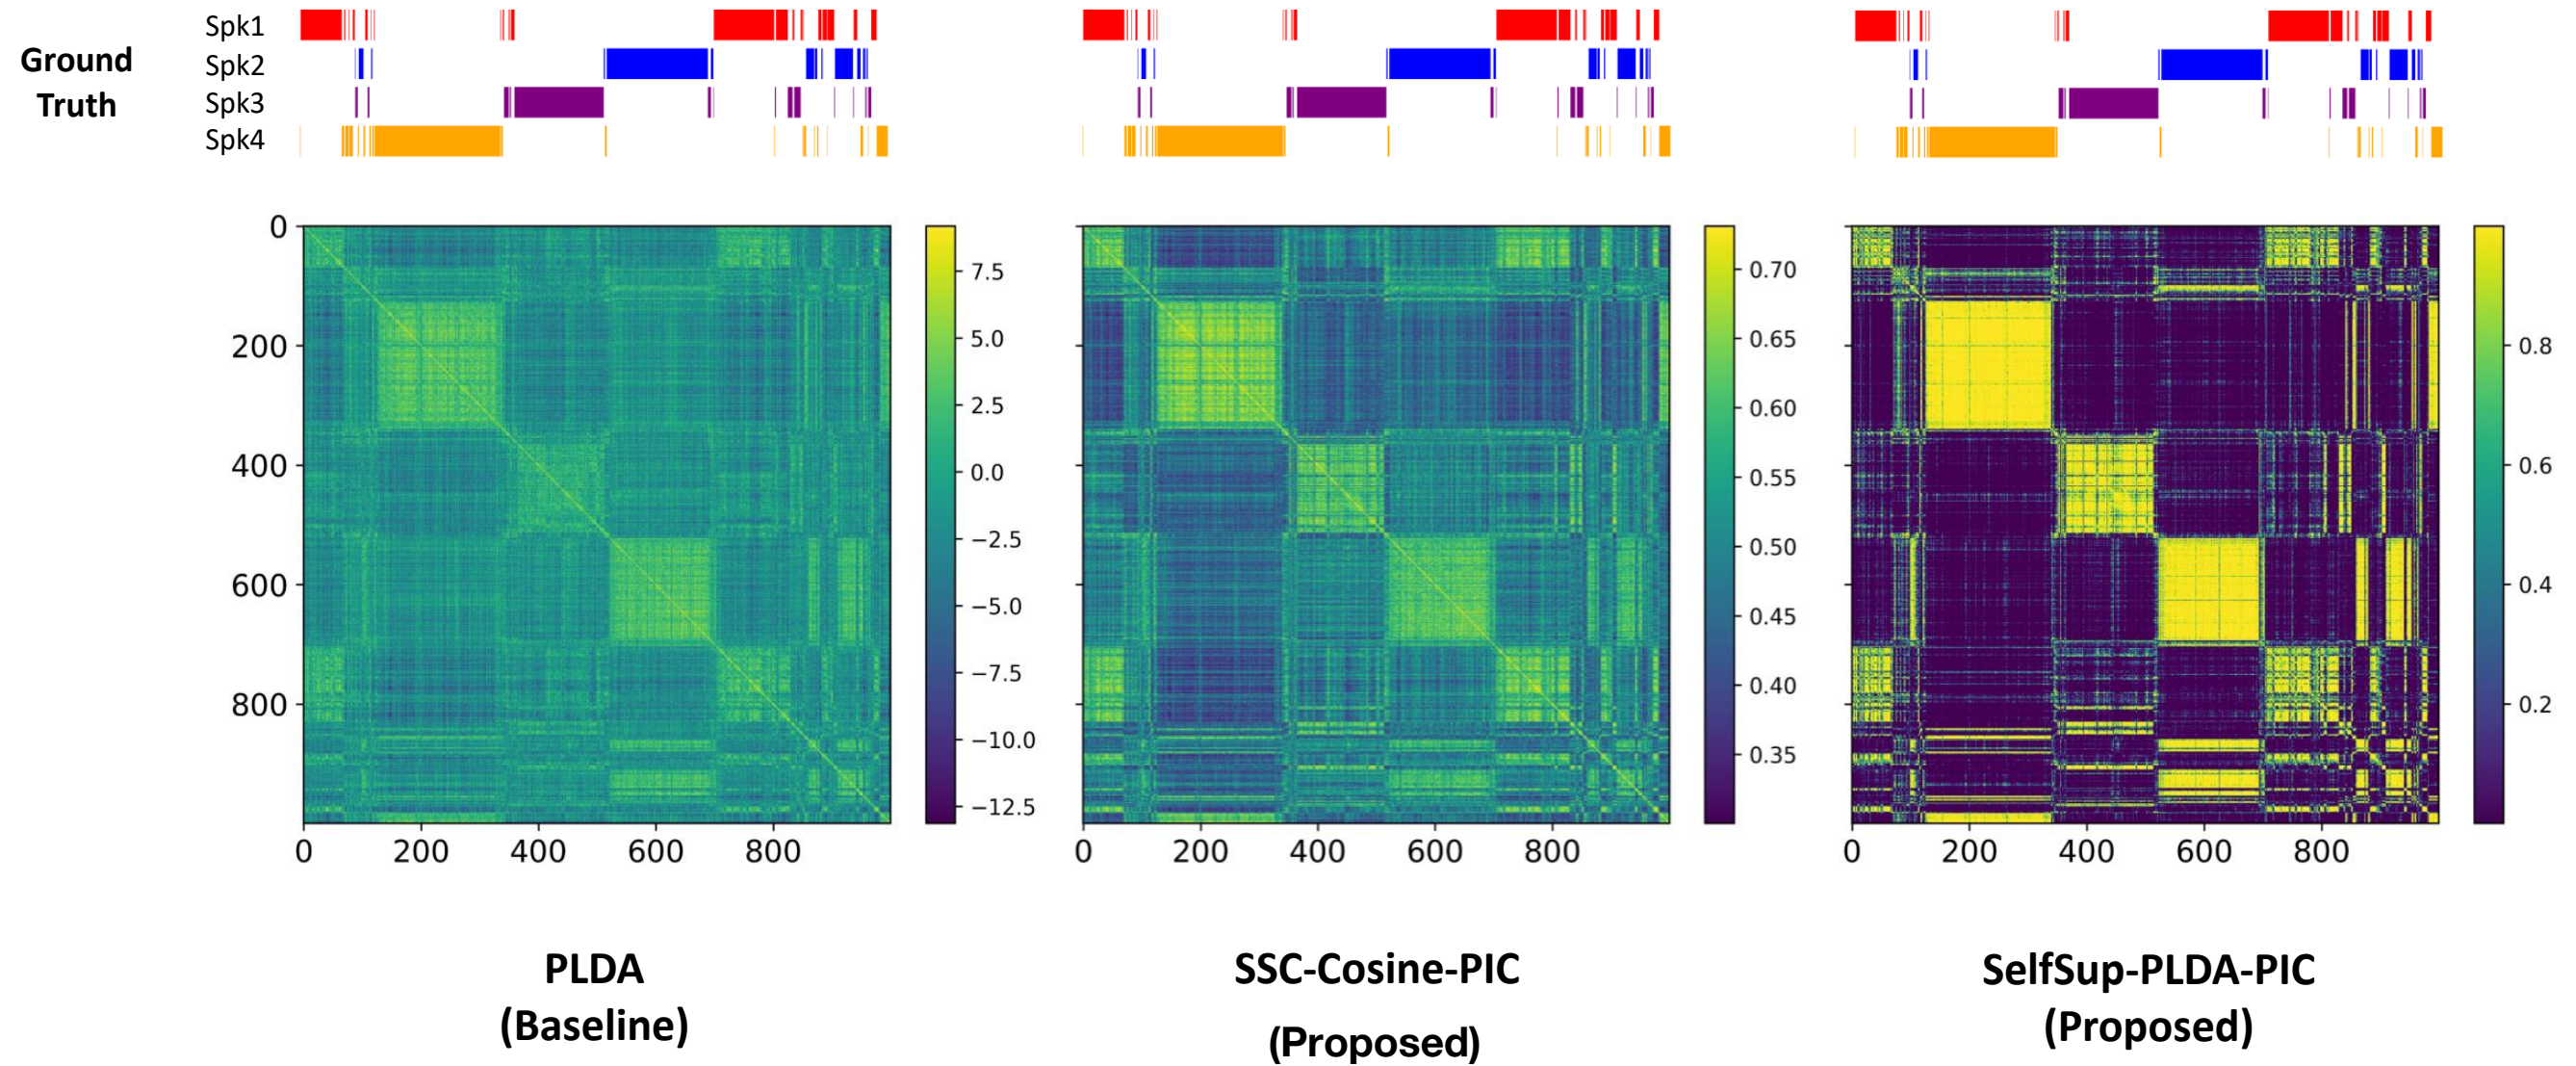 Ground
Truth
Spk1
Spk2
Spk3
Spk4
0
200
400
600
800
0 200 400 600 800
7.5
5.0
2.5
0.0
−2.5
−5.0
−7.5
−10.0
−12.5
0 200 400 600 800
0.70
0.65
0.60
0.55
0.50
0.45
0.40
0.35
0 200 400 600 800
0.8
0.6
0.4
0.2
PLDA
(Baseline)
SSC-Cosine-PIC
(Proposed)
SelfSup-PLDA-PIC
(Proposed)